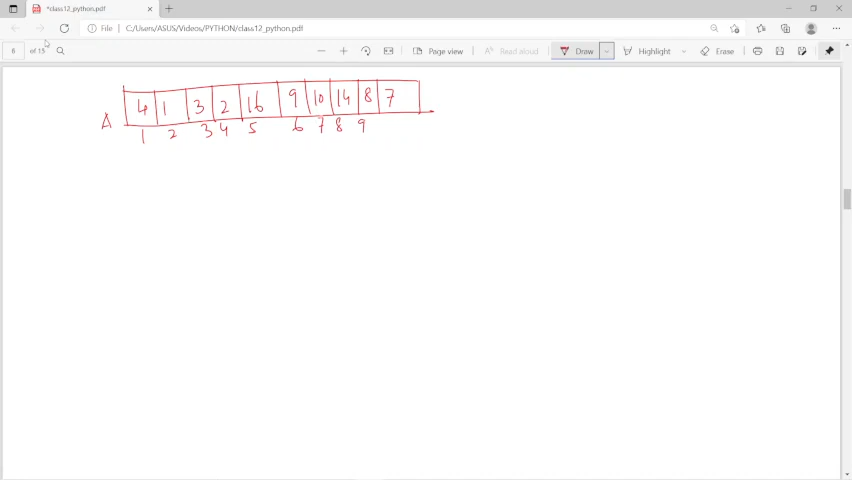 *class12_python.pdf
File C:/Users/ASUS/Videos/PYTHON/class12_python.pdf
8 of 15 Page view Read aloud Draw Highlight Erase
4 1 3 2 16 9 10 14 8 7
A 1 2 3 4 5 6 7 8 9